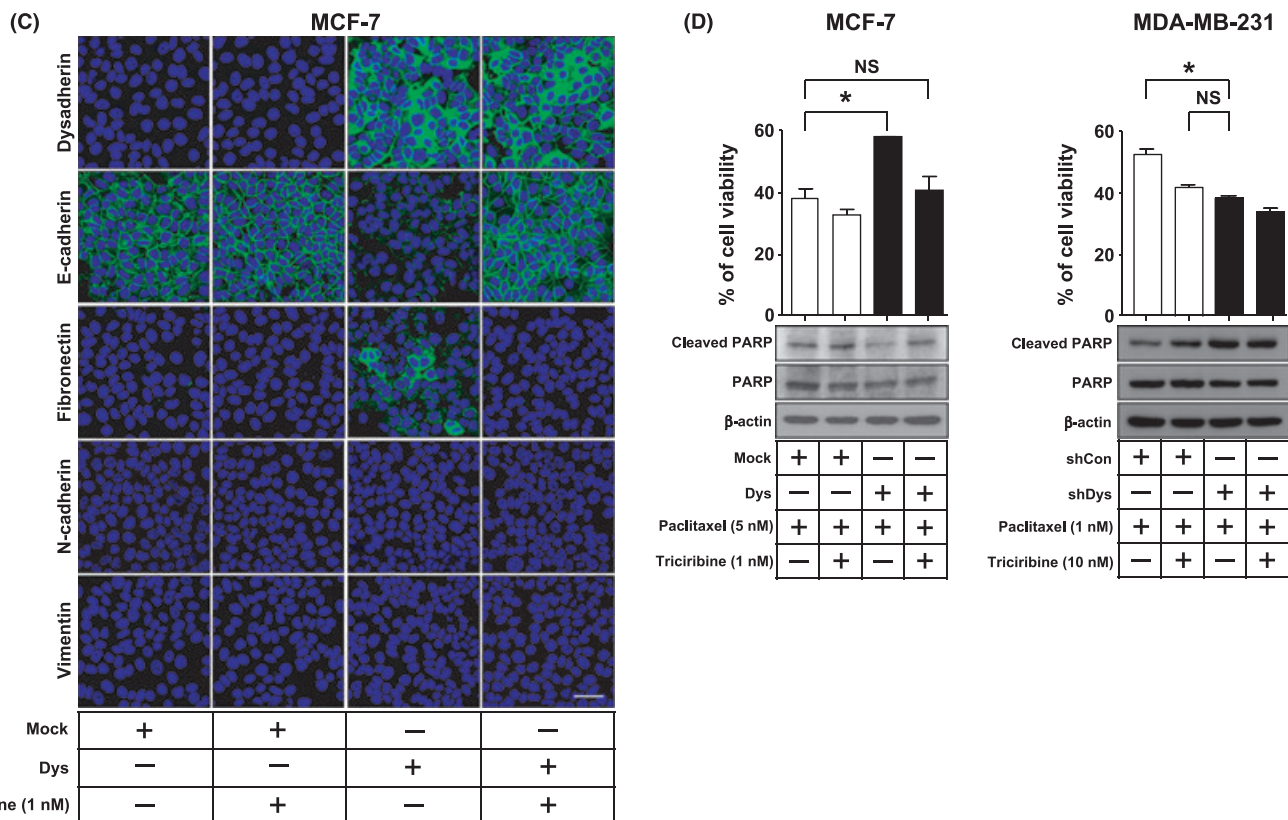 (C)
MCF-7
Dysadherin
E-cadherin
Fibronectin
N-cadherin
Vimentin
Mock + + — —
Dys — — + +
ne (1 nM) — + — +
(D)
MCF-7
NS
*
60
40
20
0
% of cell viability
Cleaved PARP
PARP
β-actin
Mock + + — —
Dys — — + +
Paclitaxel (5 nM) + + + +
Triciribine (1 nM) — + — +
MDA-MB-231
*
NS
60
40
20
0
% of cell viability
Cleaved PARP
PARP
β-actin
shCon + + — —
shDys — — + +
Paclitaxel (1 nM) + + + +
Triciribine (10 nM) — + — +